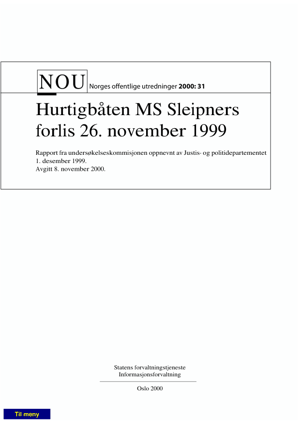 NOU Norges offentlige utredninger 2000: 31
Hurtigbåten MS Sleipners
forlis 26. november 1999
Rapport fra undersøkelseskommisjonen oppnevnt av Justis- og politidepartementet
1. desember 1999.
Avgitt 8. november 2000.
Statens forvaltningstjeneste
Informasjonsforvaltning
Oslo 2000
Til meny